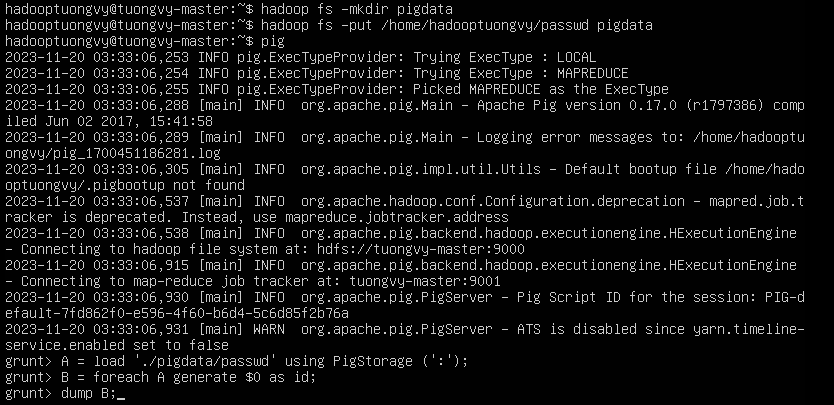 hadooptuongvy@tuongvy-master:~$ hadoop fs -mkdir pigdata
hadooptuongvy@tuongvy-master:~$ hadoop fs -put /home/hadooptuongvy/passwd pigdata
hadooptuongvy@tuongvy-master:~$ pig
2023-11-20 03:33:06,253 INFO pig.ExecTypeProvider: Trying ExecType : LOCAL
2023-11-20 03:33:06,254 INFO pig.ExecTypeProvider: Trying ExecType : MAPREDUCE
2023-11-20 03:33:06,255 INFO pig.ExecTypeProvider: Picked MAPREDUCE as the ExecType
2023-11-20 03:33:06,288 [main] INFO  org.apache.pig.Main - Apache Pig version 0.17.0 (r1797386) comp
iled Jun 02 2017, 15:41:58
2023-11-20 03:33:06,289 [main] INFO  org.apache.pig.Main - Logging error messages to: /home/hadooptu
ongvy/pig_1700451186281.log
2023-11-20 03:33:06,305 [main] INFO  org.apache.pig.impl.util.Utils - Default bootup file /home/hado
optuongvy/.pigbootup not found
2023-11-20 03:33:06,537 [main] INFO  org.apache.hadoop.conf.Configuration.deprecation - mapred.job.t
racker is deprecated. Instead, use mapreduce.jobtracker.address
2023-11-20 03:33:06,538 [main] INFO  org.apache.pig.backend.hadoop.executionengine.HExecutionEngine
- Connecting to hadoop file system at: hdfs://tuongvy-master:9000
2023-11-20 03:33:06,915 [main] INFO  org.apache.pig.backend.hadoop.executionengine.HExecutionEngine
- Connecting to map-reduce job tracker at: tuongvy-master:9001
2023-11-20 03:33:06,930 [main] INFO  org.apache.pig.PigServer - Pig Script ID for the session: PIG-d
efault-7fd862f0-e596-4f60-b6d4-5c6d85f2b76a
2023-11-20 03:33:06,931 [main] WARN  org.apache.pig.PigServer - ATS is disabled since yarn.timeline-
service.enabled set to false
grunt> A = load './pigdata/passwd' using PigStorage (':');
grunt> B = foreach A generate $0 as id;
grunt> dump B;_